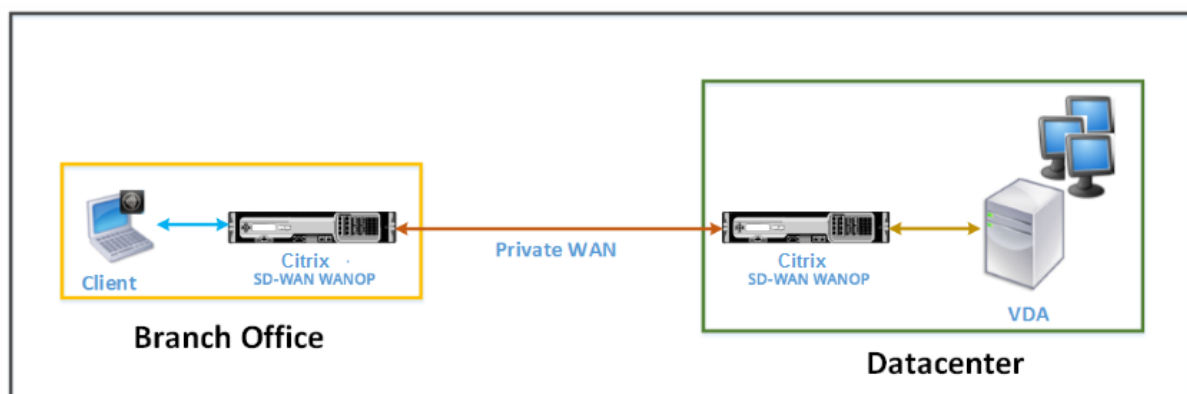 Client
Citrix
SD-WAN WANOP
Branch Office
Private WAN
Citrix
SD-WAN WANOP
VDA
Datacenter